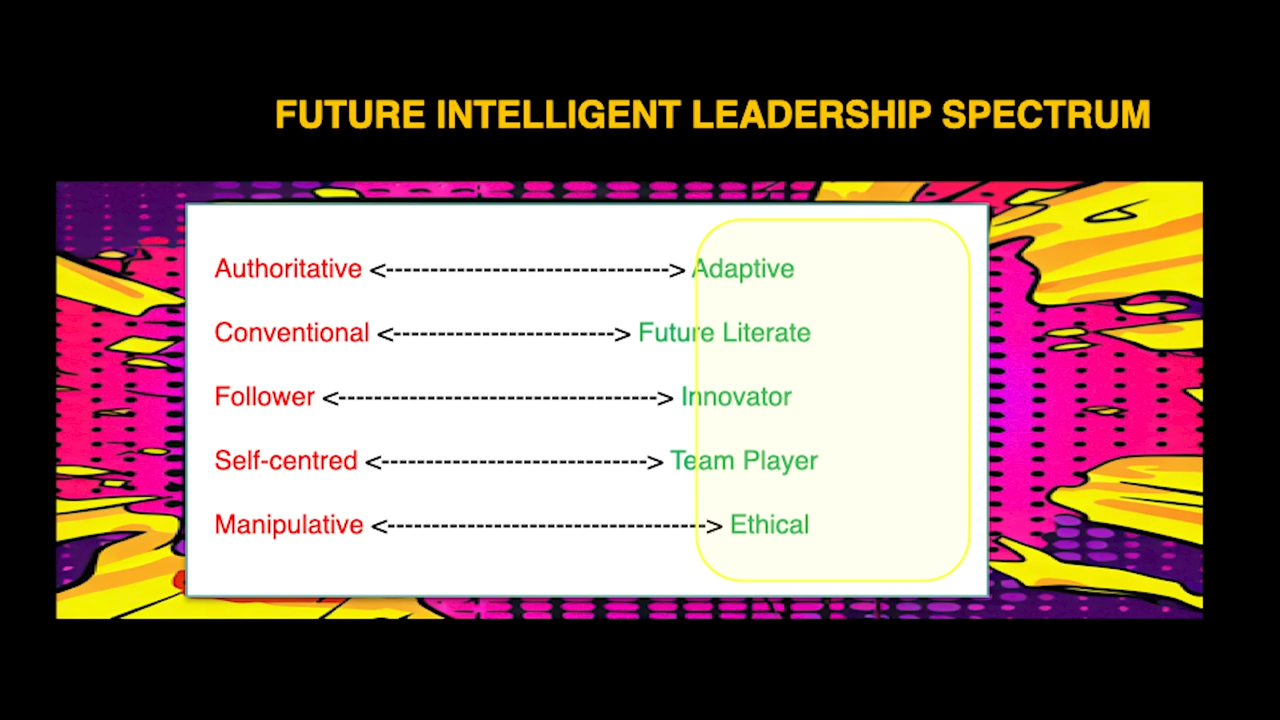 FUTURE INTELLIGENT LEADERSHIP SPECTRUM
Authoritative <--------------------------------> Adaptive
Conventional <-------------------------> Future Literate
Follower <------------------------------------> Innovator
Self-centred <--------------------------------> Team Player
Manipulative <------------------------------------> Ethical